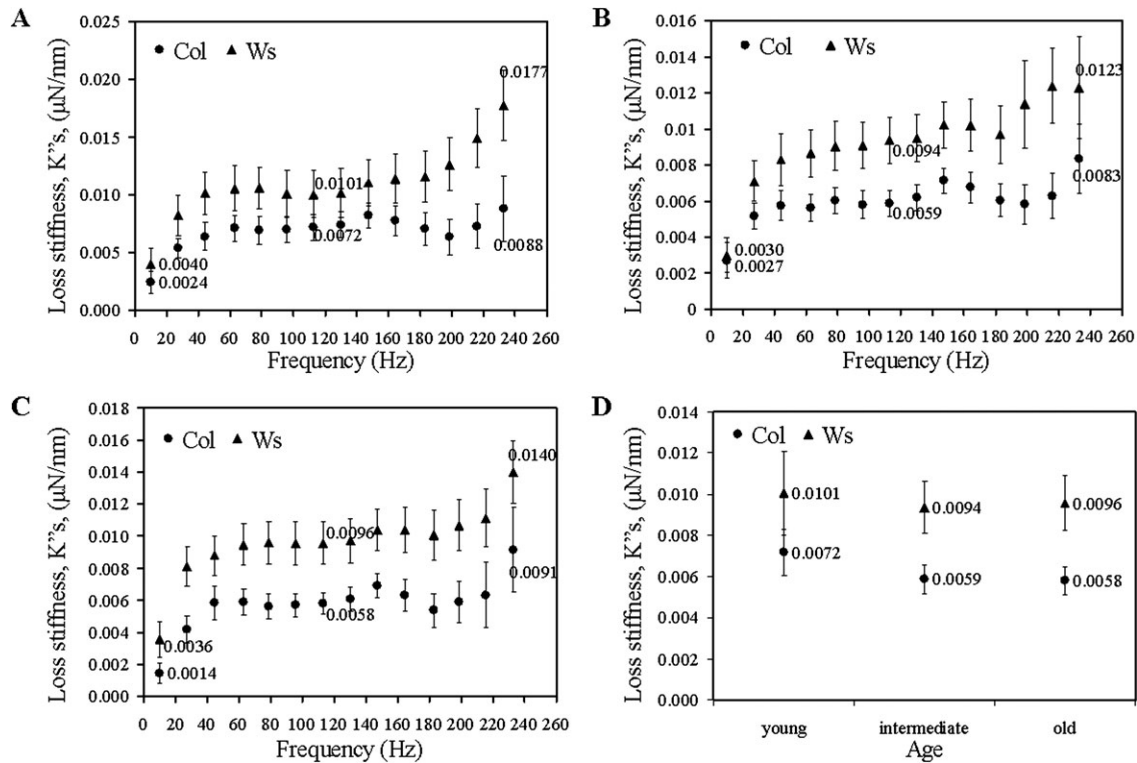 A
Loss stiffness, K”s, (µN/nm)
0.025
0.020
0.015
0.010
0.005
0.000
Col Ws
0.0177
0.0101
0.0072
0.0088
0.0040
0.0024
0 20 40 60 80 100 120 140 160 180 200 220 240 260
Frequency (Hz)
B
Loss stiffness, K”s, (µN/nm)
0.016
0.014
0.012
0.01
0.008
0.006
0.004
0.002
0
Col Ws
0.0123
0.0094
0.0083
0.0059
0.0030
0.0027
0 20 40 60 80 100 120 140 160 180 200 220 240 260
Frequency (Hz)
C
Loss stiffness, K”s, (µN/nm)
0.018
0.016
0.014
0.012
0.010
0.008
0.006
0.004
0.002
0.000
Col Ws
0.0140
0.0096
0.0091
0.0058
0.0036
0.0014
0 20 40 60 80 100 120 140 160 180 200 220 240 260
Frequency (Hz)
D
Loss stiffness, K”s, (µN/nm)
0.014
0.012
0.010
0.008
0.006
0.004
0.002
0.000
Col Ws
0.0101
0.0094
0.0096
0.0072
0.0059
0.0058
young intermediate old
Age